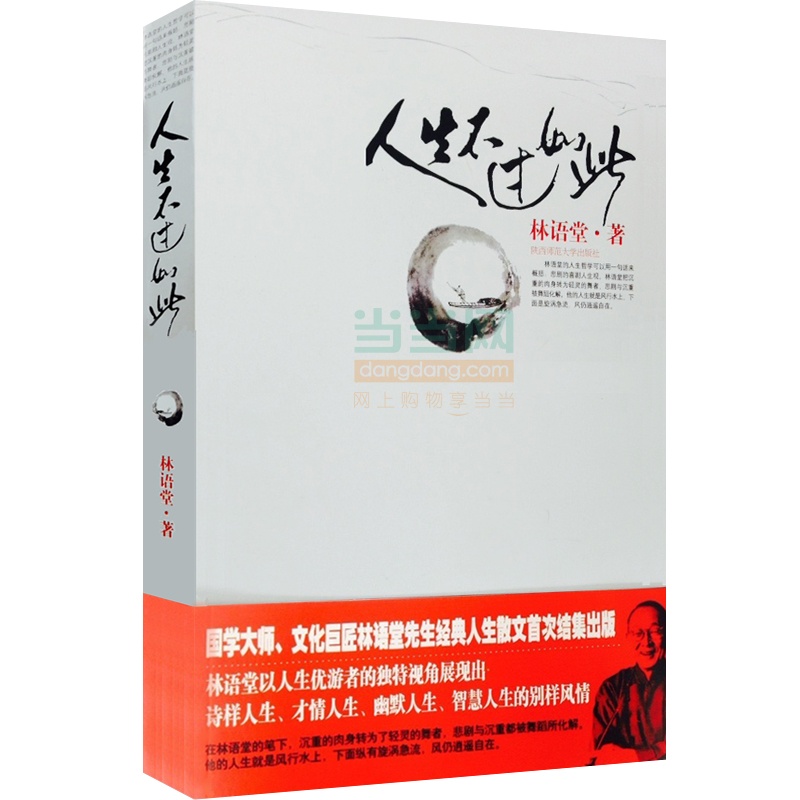 人生不过如此
林语堂·著
人生不过如此
林语堂·著
陕西师范大学出版社
林语堂的人生哲学可以用一句话来
概括:悲剧的喜剧人生观。林语堂把沉
重的肉身转为轻灵的舞者,悲剧与沉重
被舞蹈化解。他的人生就是风行水上,下
面是旋涡急流,风仍逍遥自在。
当当网
dangdang.com
网上购物享当当
国学大师、文化巨匠林语堂先生经典人生散文首次结集出版
林语堂以人生优游者的独特视角展现出
诗样人生、才情人生、幽默人生、智慧人生的别样风情
在林语堂的笔下,沉重的肉身转为了轻灵的舞者,悲剧与沉重都被舞蹈所化解。
他的人生就是风行水上,下面纵有旋涡急流,风仍逍遥自在。